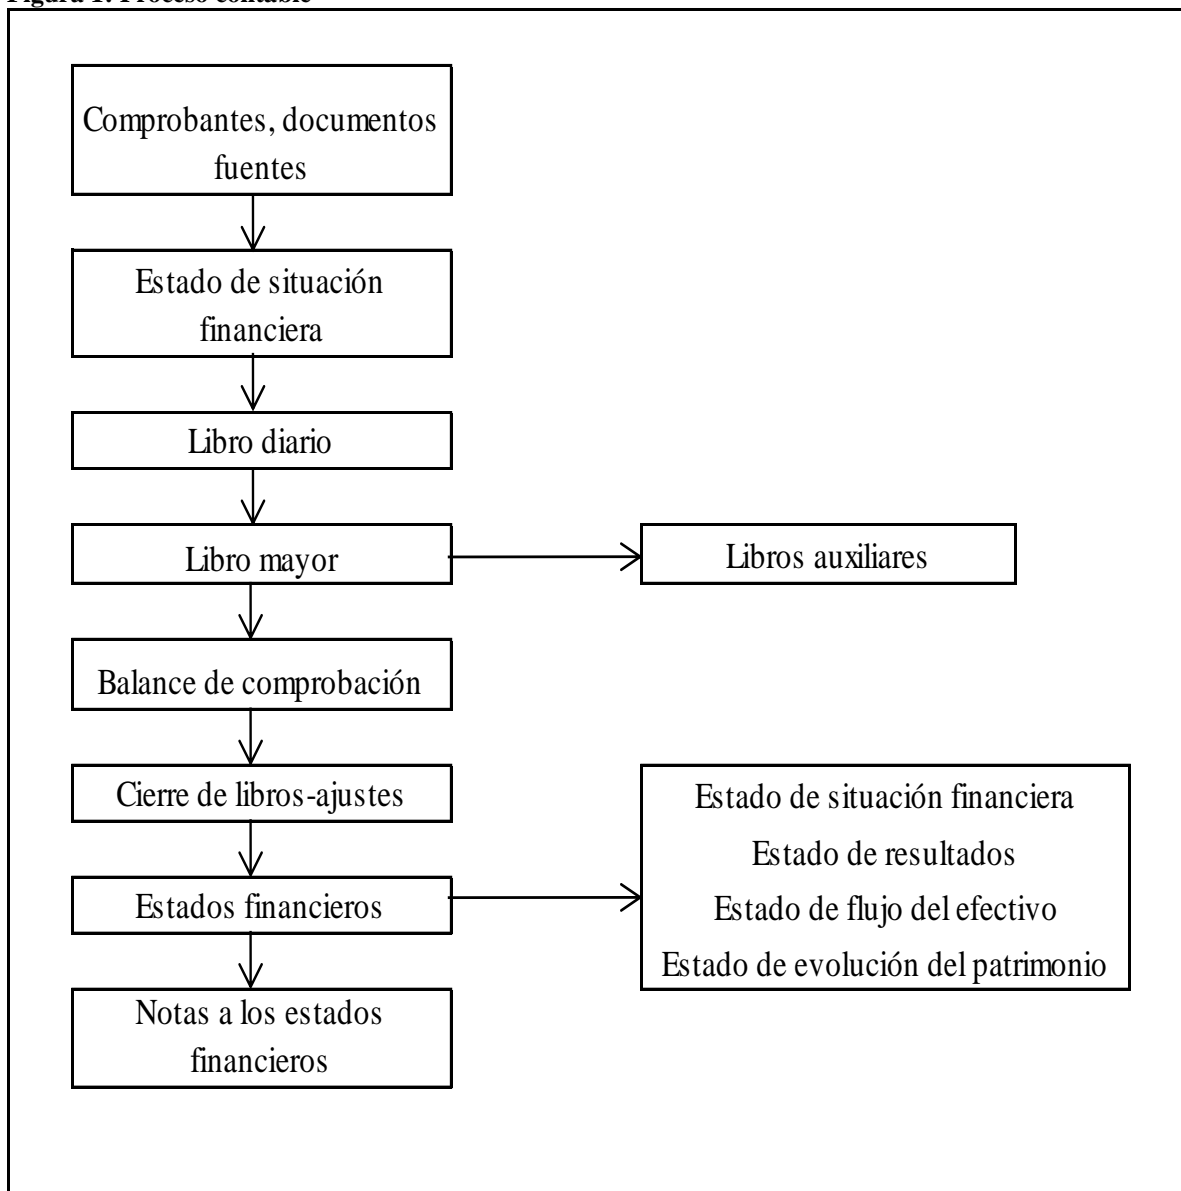 Figura 1. Proceso contable
Comprobantes, documentos
fuentes
Estado de situación
financiera
Libro diario
Libro mayor
Libros auxiliares
Balance de comprobación
Cierre de libros-ajustes
Estados financieros
Estado de situación financiera
Estado de resultados
Estado de flujo del efectivo
Estado de evolución del patrimonio
Notas a los estados
financieros